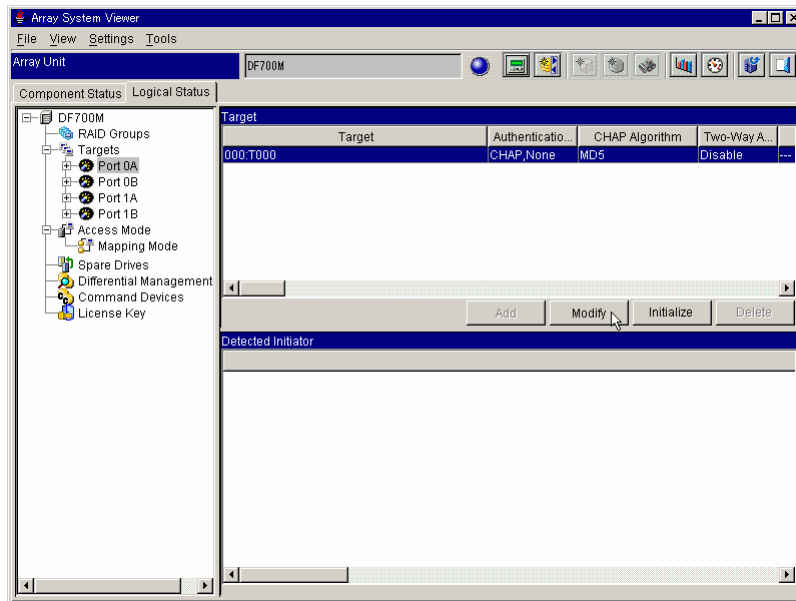 Array System Viewer
File View Settings Tools
Array Unit
DF700M
Component Status
Logical Status
DF700M
RAID Groups
Targets
Port 0A
Port 0B
Port 1A
Port 1B
Access Mode
Mapping Mode
Spare Drives
Differential Management
Command Devices
License Key
Target
Target Authenticatio... CHAP Algorithm Two-Way A...
000:T000 CHAP,None MD5 Disable ---
Add Modify Initialize Delete
Detected Initiator